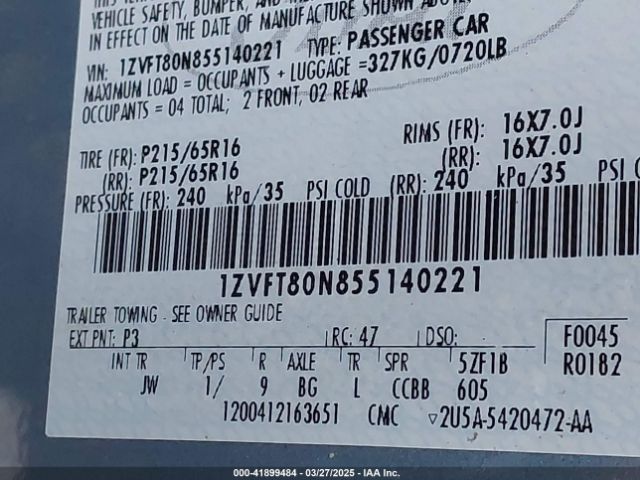 VEHICLE SAFETY, BUMPER, AND
IN EFFECT ON THE DATE OF MANUFACTURE SHOWN
VIN: 1ZVFT80N855140221 TYPE: PASSENGER CAR
MAXIMUM LOAD = OCCUPANTS + LUGGAGE =327KG/0720LB
OCCUPANTS = 04 TOTAL; 2 FRONT, 02 REAR
TIRE (FR): P215/65R16 RIMS (FR): 16X7.0J
(RR): P215/65R16 (RR): 16X7.0J
PRESSURE (FR): 240 kPa/35 PSI COLD (RR): 240 kPa/35 PSI
1ZVFT80N855140221
TRAILER TOWING - SEE OWNER GUIDE
EXT PNT: P3 RC: 47 DSO: F0045
INT TR TP/PS R AXLE TR SPR 5ZF1B R0182
JW 1/ 9 BG L CCBB 605
1200412163651 CMC ▽2U5A-5420472-AA
000-41899484 - 03/27/2025 - IAA Inc.